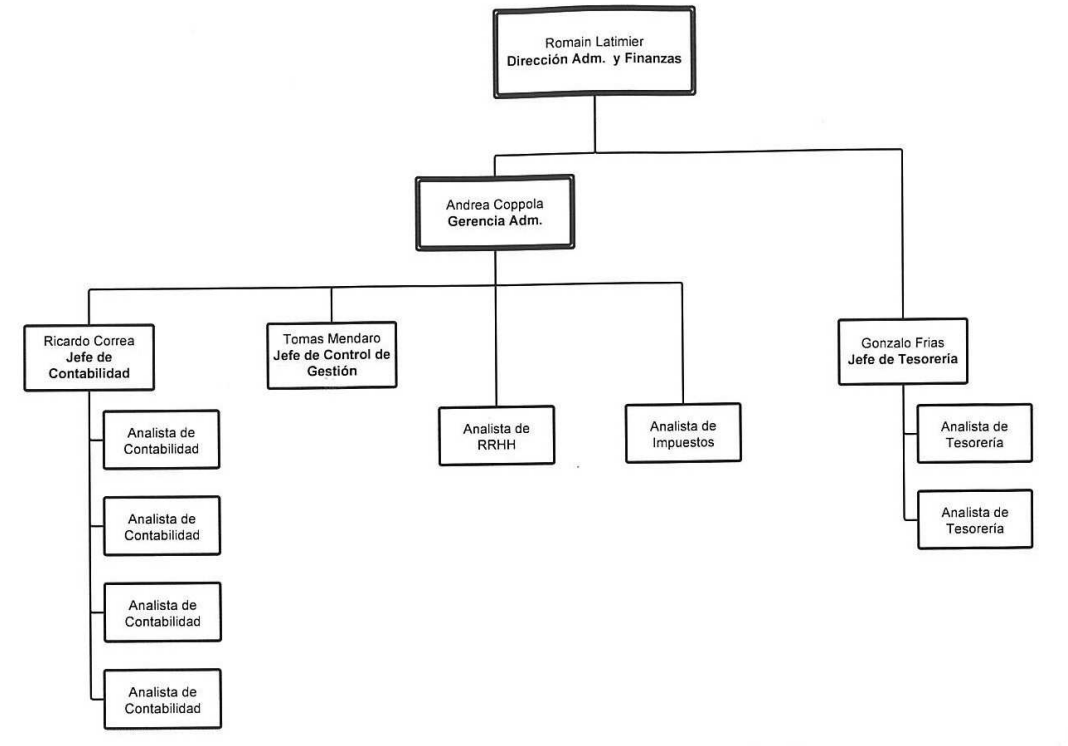 Romain Latimier
Dirección Adm. y Finanzas
Andrea Coppola
Gerencia Adm.
Ricardo Correa
Jefe de
Contabilidad
Tomas Mendaro
Jefe de Control de
Gestión
Gonzalo Frias
Jefe de Tesorería
Analista de
Contabilidad
Analista de
RRHH
Analista de
Impuestos
Analista de
Tesorería
Analista de
Contabilidad
Analista de
Tesorería
Analista de
Contabilidad
Analista de
Contabilidad